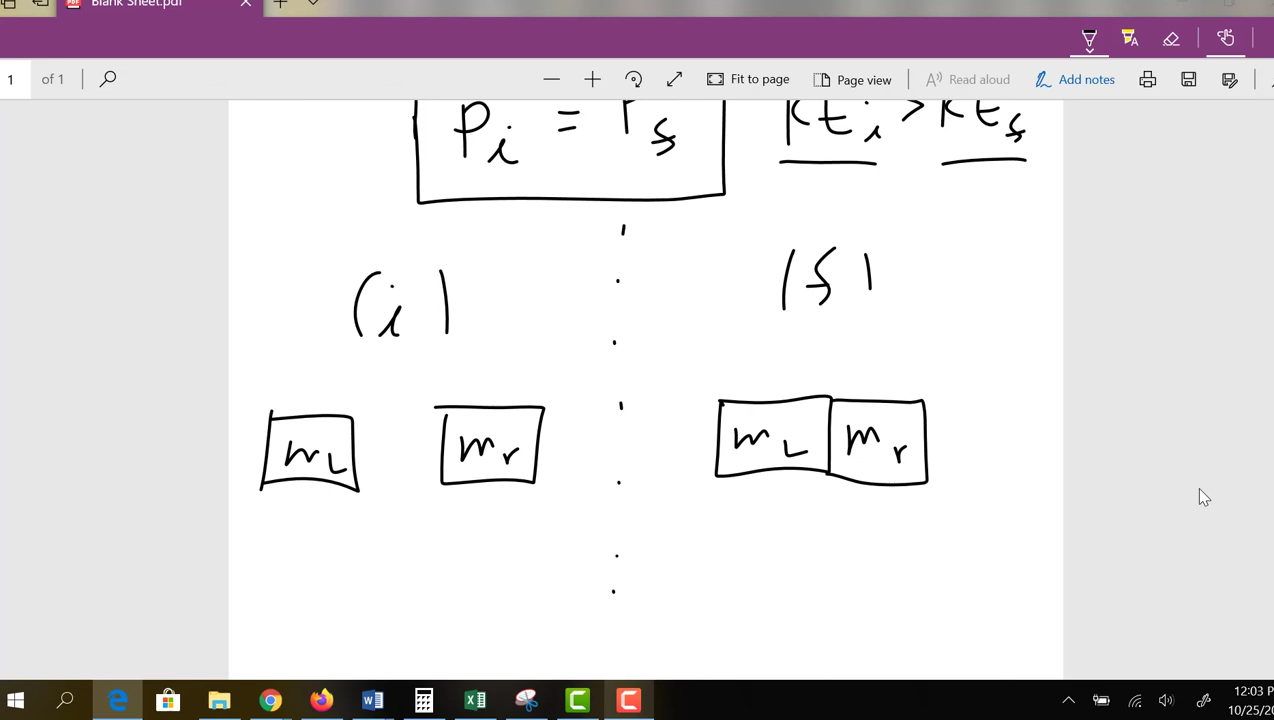 Blank Sheet.pdf
1 of 1 Fit to page Page view Read aloud Add notes
Pi = Pf KEi > KEf
(i) (f)
mL mr mL mr
12:03 P
10/25/20